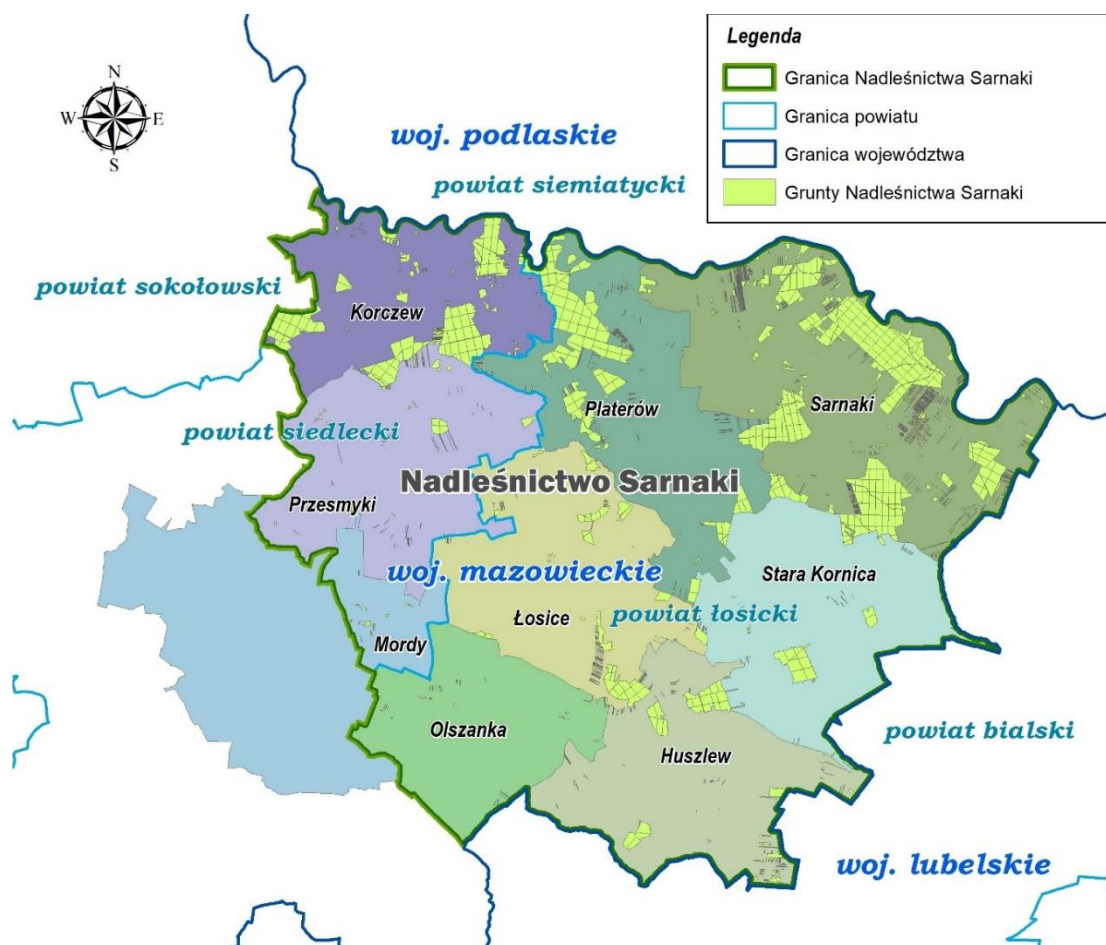 Legenda
Granica Nadleśnictwa Sarnaki
Granica powiatu
Granica województwa
Grunty Nadleśnictwa Sarnaki
N
W E
S
woj. podlaskie
powiat siemiatycki
powiat sokołowski
Korczew
Platerów
Sarnaki
powiat siedlecki
Nadleśnictwo Sarnaki
Przesmyki
woj. mazowieckie
Stara Kornica
Łosice
powiat łosicki
Mordy
Olszanka
Huszlew
powiat bialski
woj. lubelskie